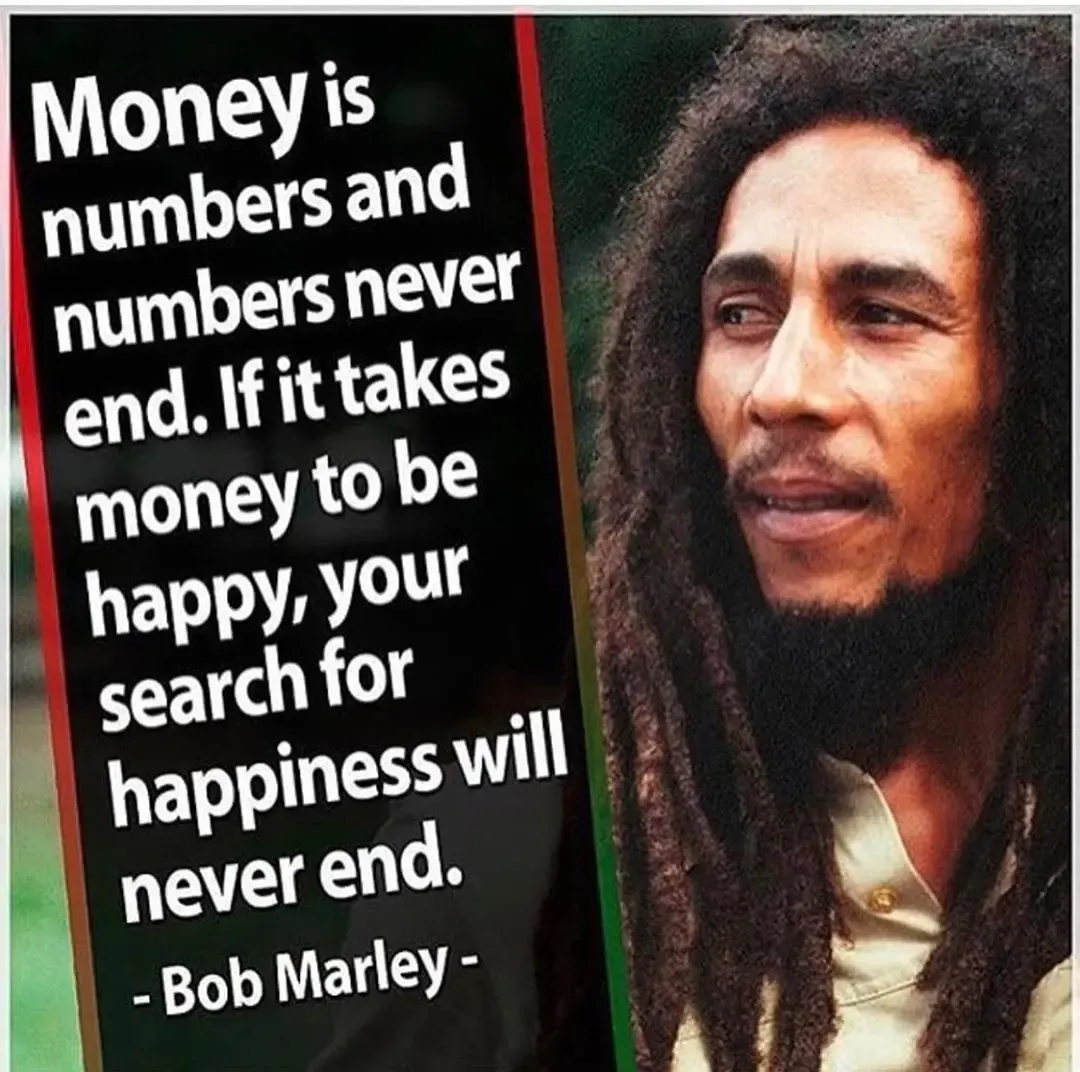 Money is
numbers and
numbers never
end. If it takes
money to be
happy, your
search for
happiness will
never end.
- Bob Marley -